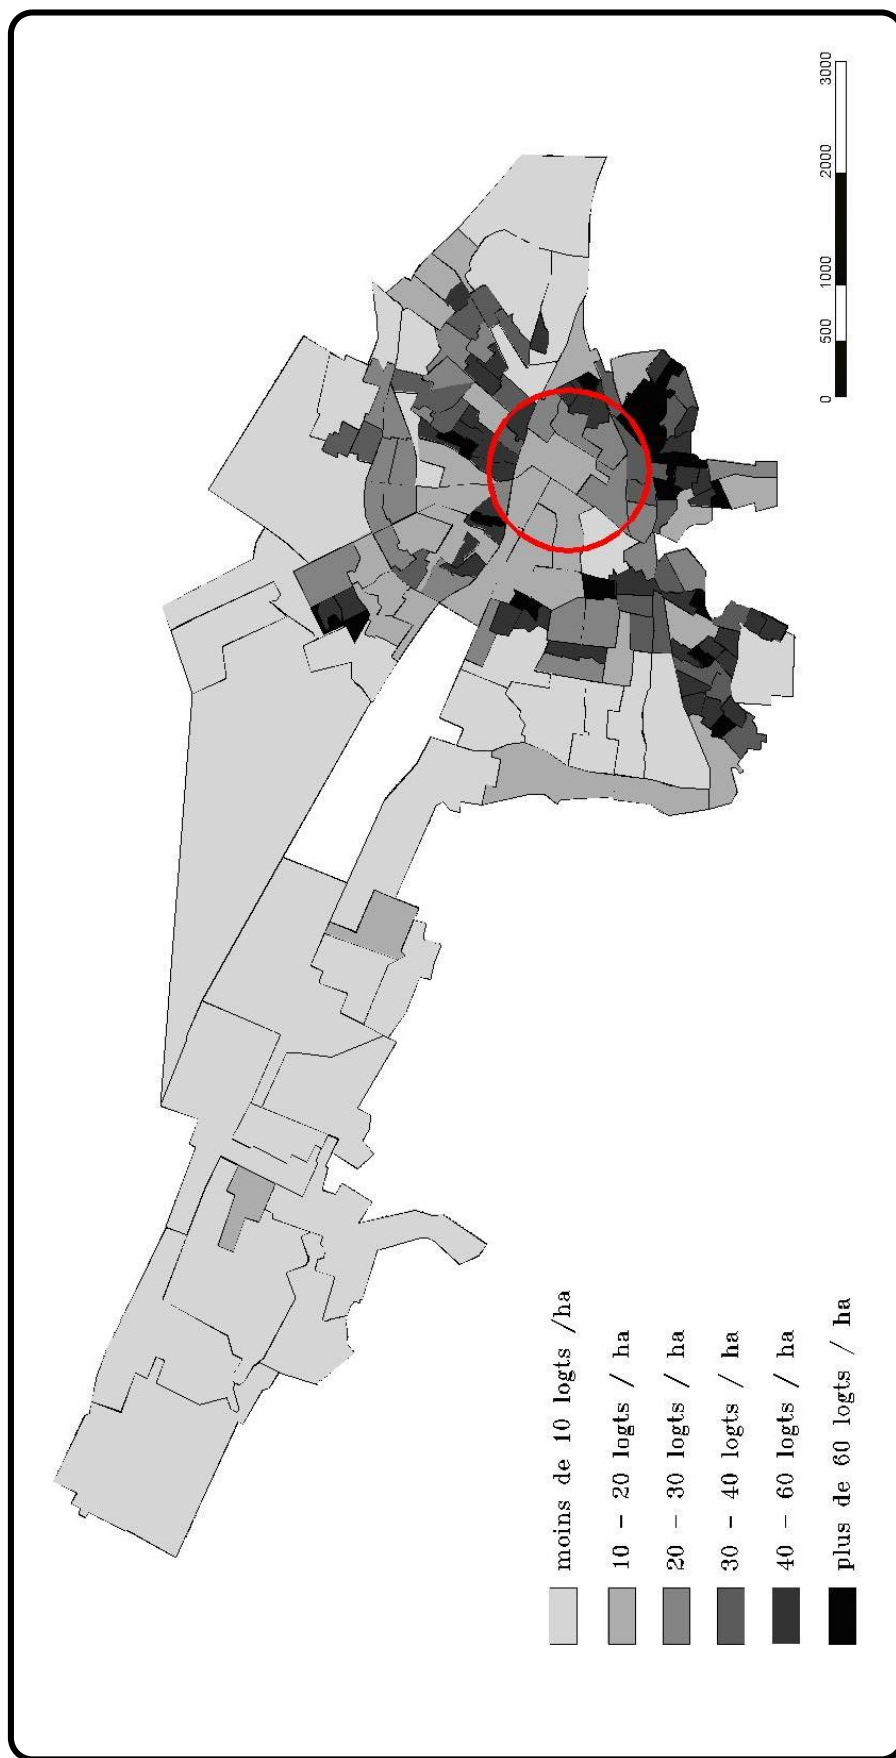 0 500 1000 2000 3000
moins de 10 logts /ha
10 - 20 logts / ha
20 - 30 logts / ha
30 - 40 logts / ha
40 - 60 logts / ha
plus de 60 logts / ha